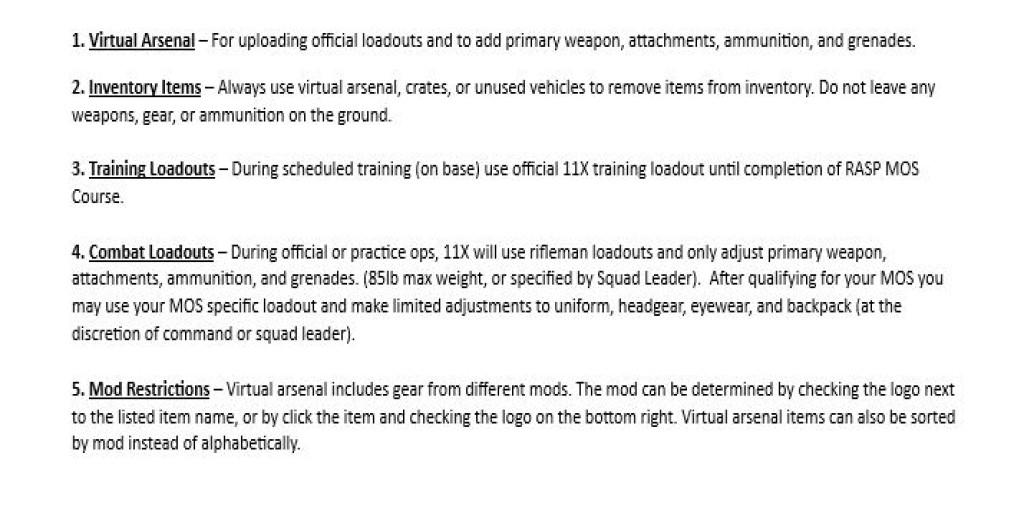 1. Virtual Arsenal – For uploading official loadouts and to add primary weapon, attachments, ammunition, and grenades.
2. Inventory Items – Always use virtual arsenal, crates, or unused vehicles to remove items from inventory. Do not leave any
weapons, gear, or ammunition on the ground.
3. Training Loadouts – During scheduled training (on base) use official 11X training loadout until completion of RASP MOS
Course.
4. Combat Loadouts – During official or practice ops, 11X will use rifleman loadouts and only adjust primary weapon,
attachments, ammunition, and grenades. (85lb max weight, or specified by Squad Leader).  After qualifying for your MOS you
may use your MOS specific loadout and make limited adjustments to uniform, headgear, eyewear, and backpack (at the
discretion of command or squad leader).
5. Mod Restrictions – Virtual arsenal includes gear from different mods. The mod can be determined by checking the logo next
to the listed item name, or by click the item and checking the logo on the bottom right. Virtual arsenal items can also be sorted
by mod instead of alphabetically.